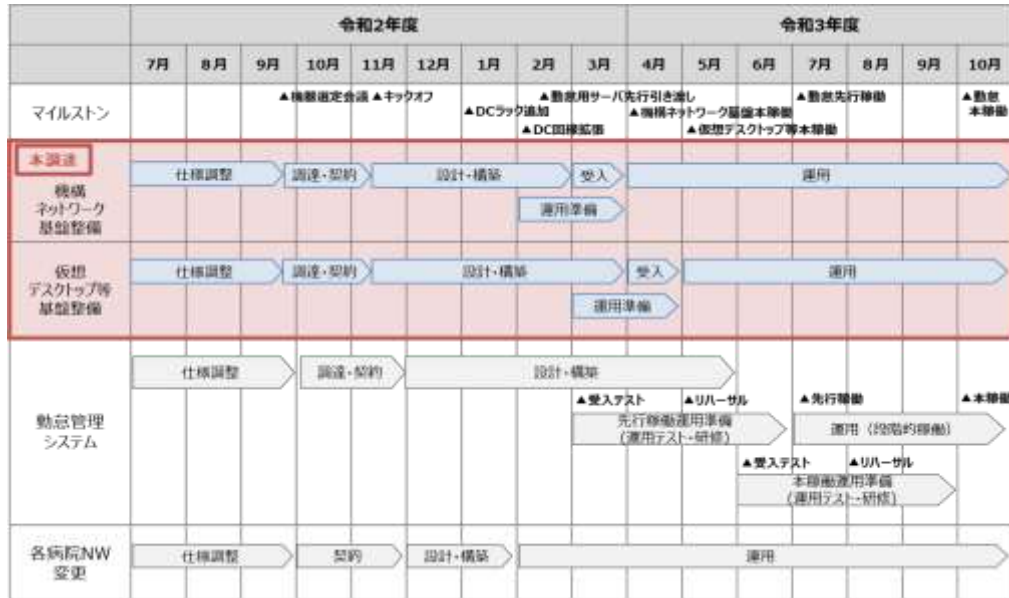 令和2年度 令和3年度
7月 8月 9月 10月 11月 12月 1月 2月 3月 4月 5月 6月 7月 8月 9月 10月
マイルストン
▲機器選定会議 ▲キックオフ ▲勤怠用サーバ先行引き渡し ▲勤怠先行稼働 ▲勤怠本稼働
▲DCラック追加 ▲機構ネットワーク基盤本稼働
▲DC回線拡張 ▲仮想デスクトップ等本稼働
本調達
機構
ネットワーク
基盤整備
仕様調整 調達・契約 設計・構築 受入 運用
運用準備
仮想
デスクトップ等
基盤整備
仕様調整 調達・契約 設計・構築 受入 運用
運用準備
勤怠管理
システム
仕様調整 調達・契約 設計・構築
▲受入テスト ▲リハーサル ▲先行稼働 ▲本稼働
先行稼働運用準備
(運用テスト・研修)
運用（段階的稼働）
▲受入テスト ▲リハーサル
本稼働運用準備
(運用テスト・研修)
各病院NW
変更
仕様調整 契約 設計・構築 運用